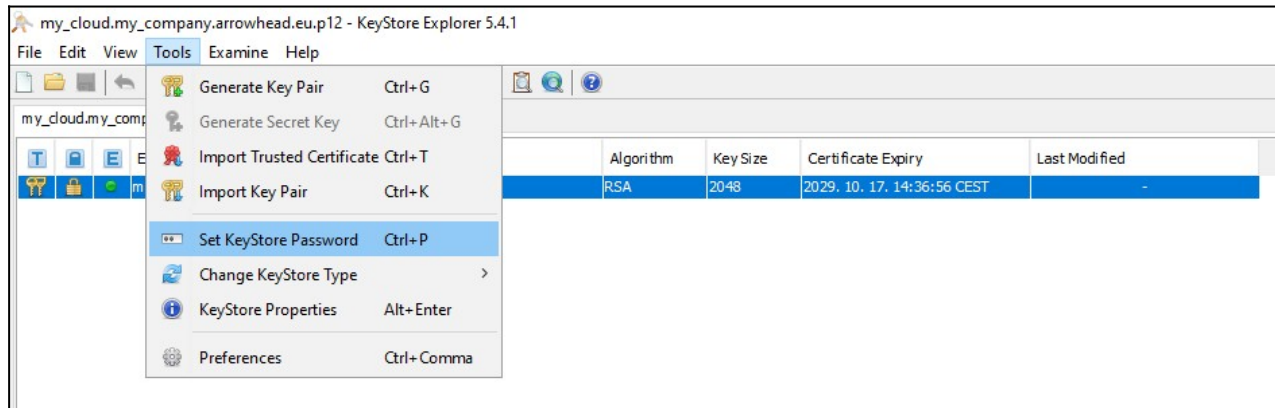 my_cloud.my_company.arrowhead.eu.p12 - KeyStore Explorer 5.4.1
File Edit View Tools Examine Help
my_cloud.my_comp
T E E Algorithm Key Size Certificate Expiry Last Modified
m RSA 2048 2029. 10. 17. 14:36:56 CEST -
Generate Key Pair Ctrl+G
Generate Secret Key Ctrl+Alt+G
Import Trusted Certificate Ctrl+T
Import Key Pair Ctrl+K
Set KeyStore Password Ctrl+P
Change KeyStore Type
KeyStore Properties Alt+Enter
Preferences Ctrl+Comma